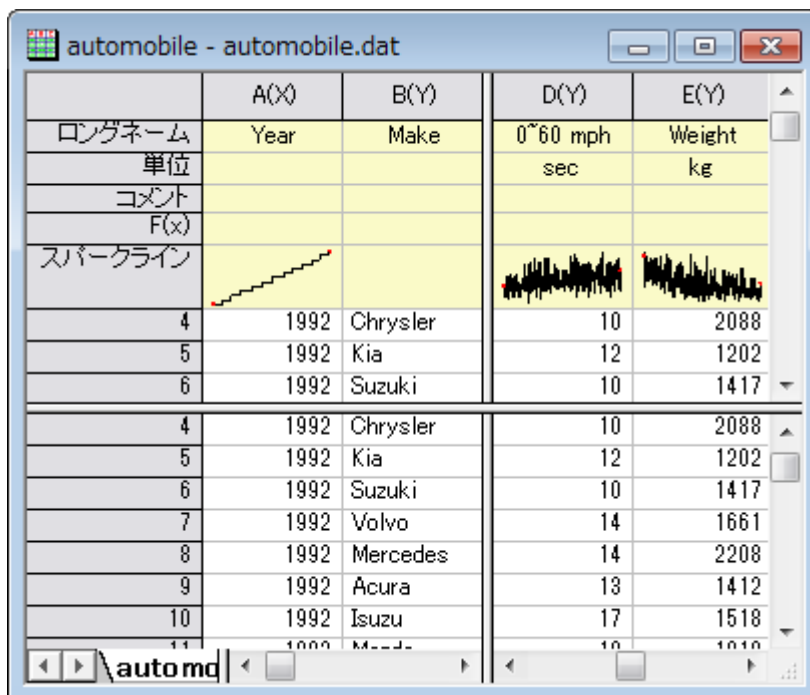 automobile - automobile.dat
A(X) B(Y) D(Y) E(Y)
ロングネーム Year Make 0~60 mph Weight
単位 sec kg
コメント
F(x)
スパークライン
4 1992 Chrysler 10 2088
5 1992 Kia 12 1202
6 1992 Suzuki 10 1417
4 1992 Chrysler 10 2088
5 1992 Kia 12 1202
6 1992 Suzuki 10 1417
7 1992 Volvo 14 1661
8 1992 Mercedes 14 2208
9 1992 Acura 13 1412
10 1992 Isuzu 17 1518
11 1992
automo